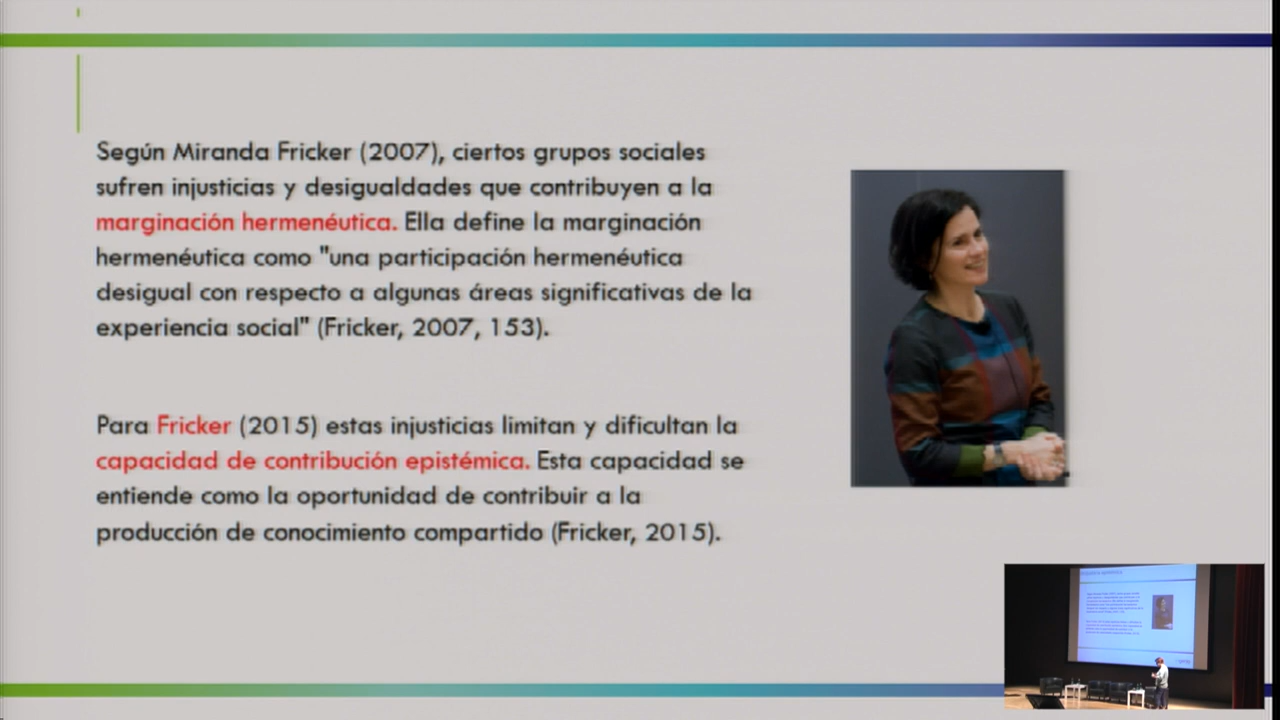 Según Miranda Fricker (2007), ciertos grupos sociales
sufren injusticias y desigualdades que contribuyen a la
marginación hermenéutica. Ella define la marginación
hermenéutica como "una participación hermenéutica
desigual con respecto a algunas áreas significativas de la
experiencia social" (Fricker, 2007, 153).
Para Fricker (2015) estas injusticias limitan y dificultan la
capacidad de contribución epistémica. Esta capacidad se
entiende como la oportunidad de contribuir a la
producción de conocimiento compartido (Fricker, 2015).